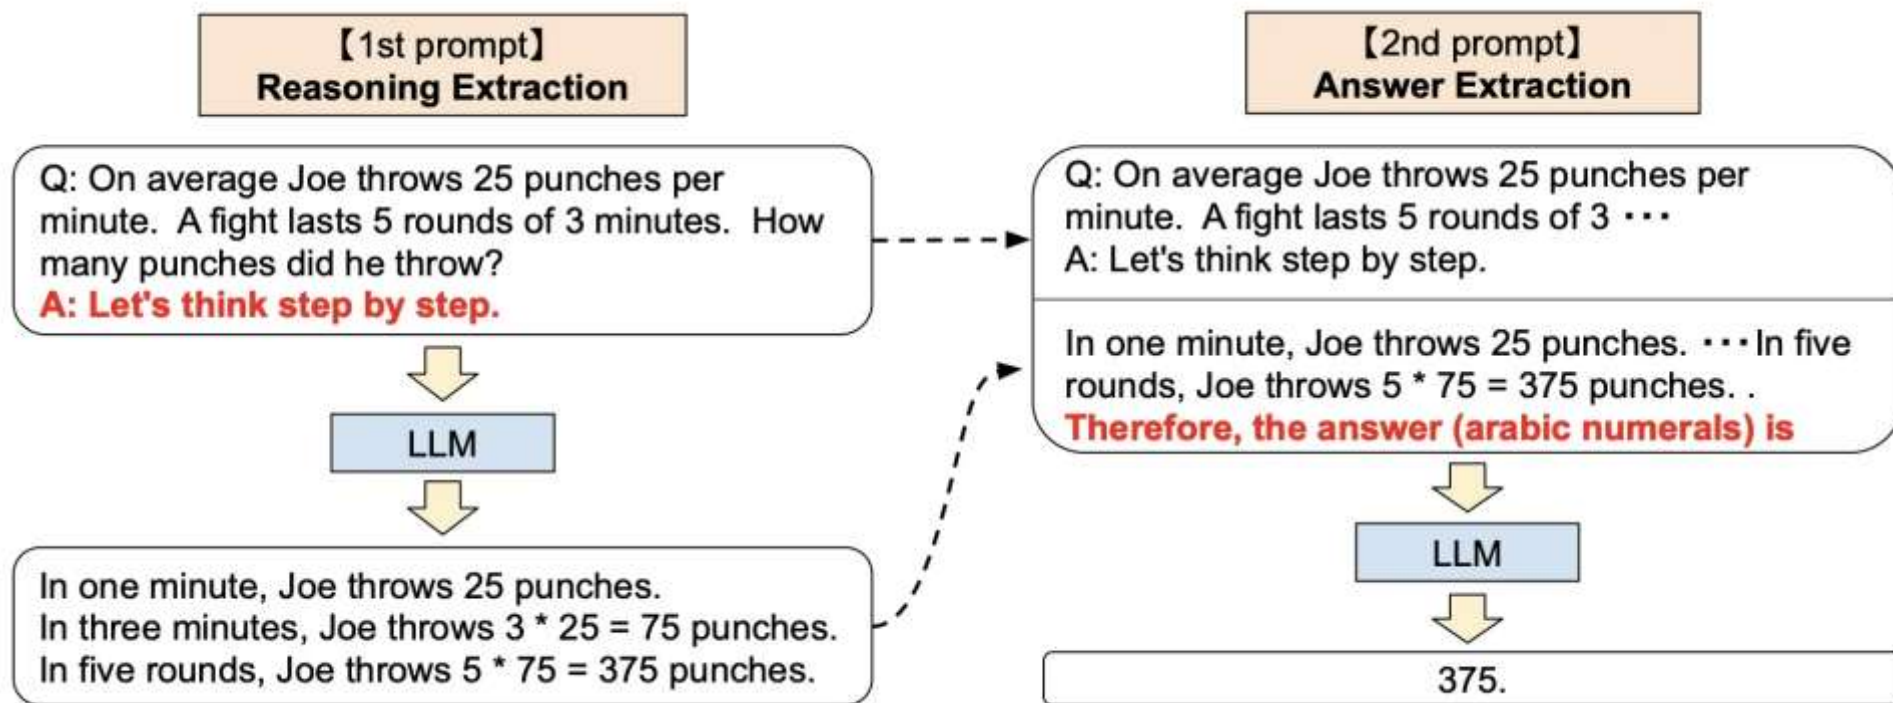 【1st prompt】
Reasoning Extraction
Q: On average Joe throws 25 punches per
minute.  A fight lasts 5 rounds of 3 minutes.  How
many punches did he throw?
A: Let's think step by step.
LLM
In one minute, Joe throws 25 punches.
In three minutes, Joe throws 3 * 25 = 75 punches.
In five rounds, Joe throws 5 * 75 = 375 punches.
【2nd prompt】
Answer Extraction
Q: On average Joe throws 25 punches per
minute.  A fight lasts 5 rounds of 3 ···
A: Let's think step by step.
In one minute, Joe throws 25 punches. ···In five
rounds, Joe throws 5 * 75 = 375 punches. .
Therefore, the answer (arabic numerals) is
LLM
375.